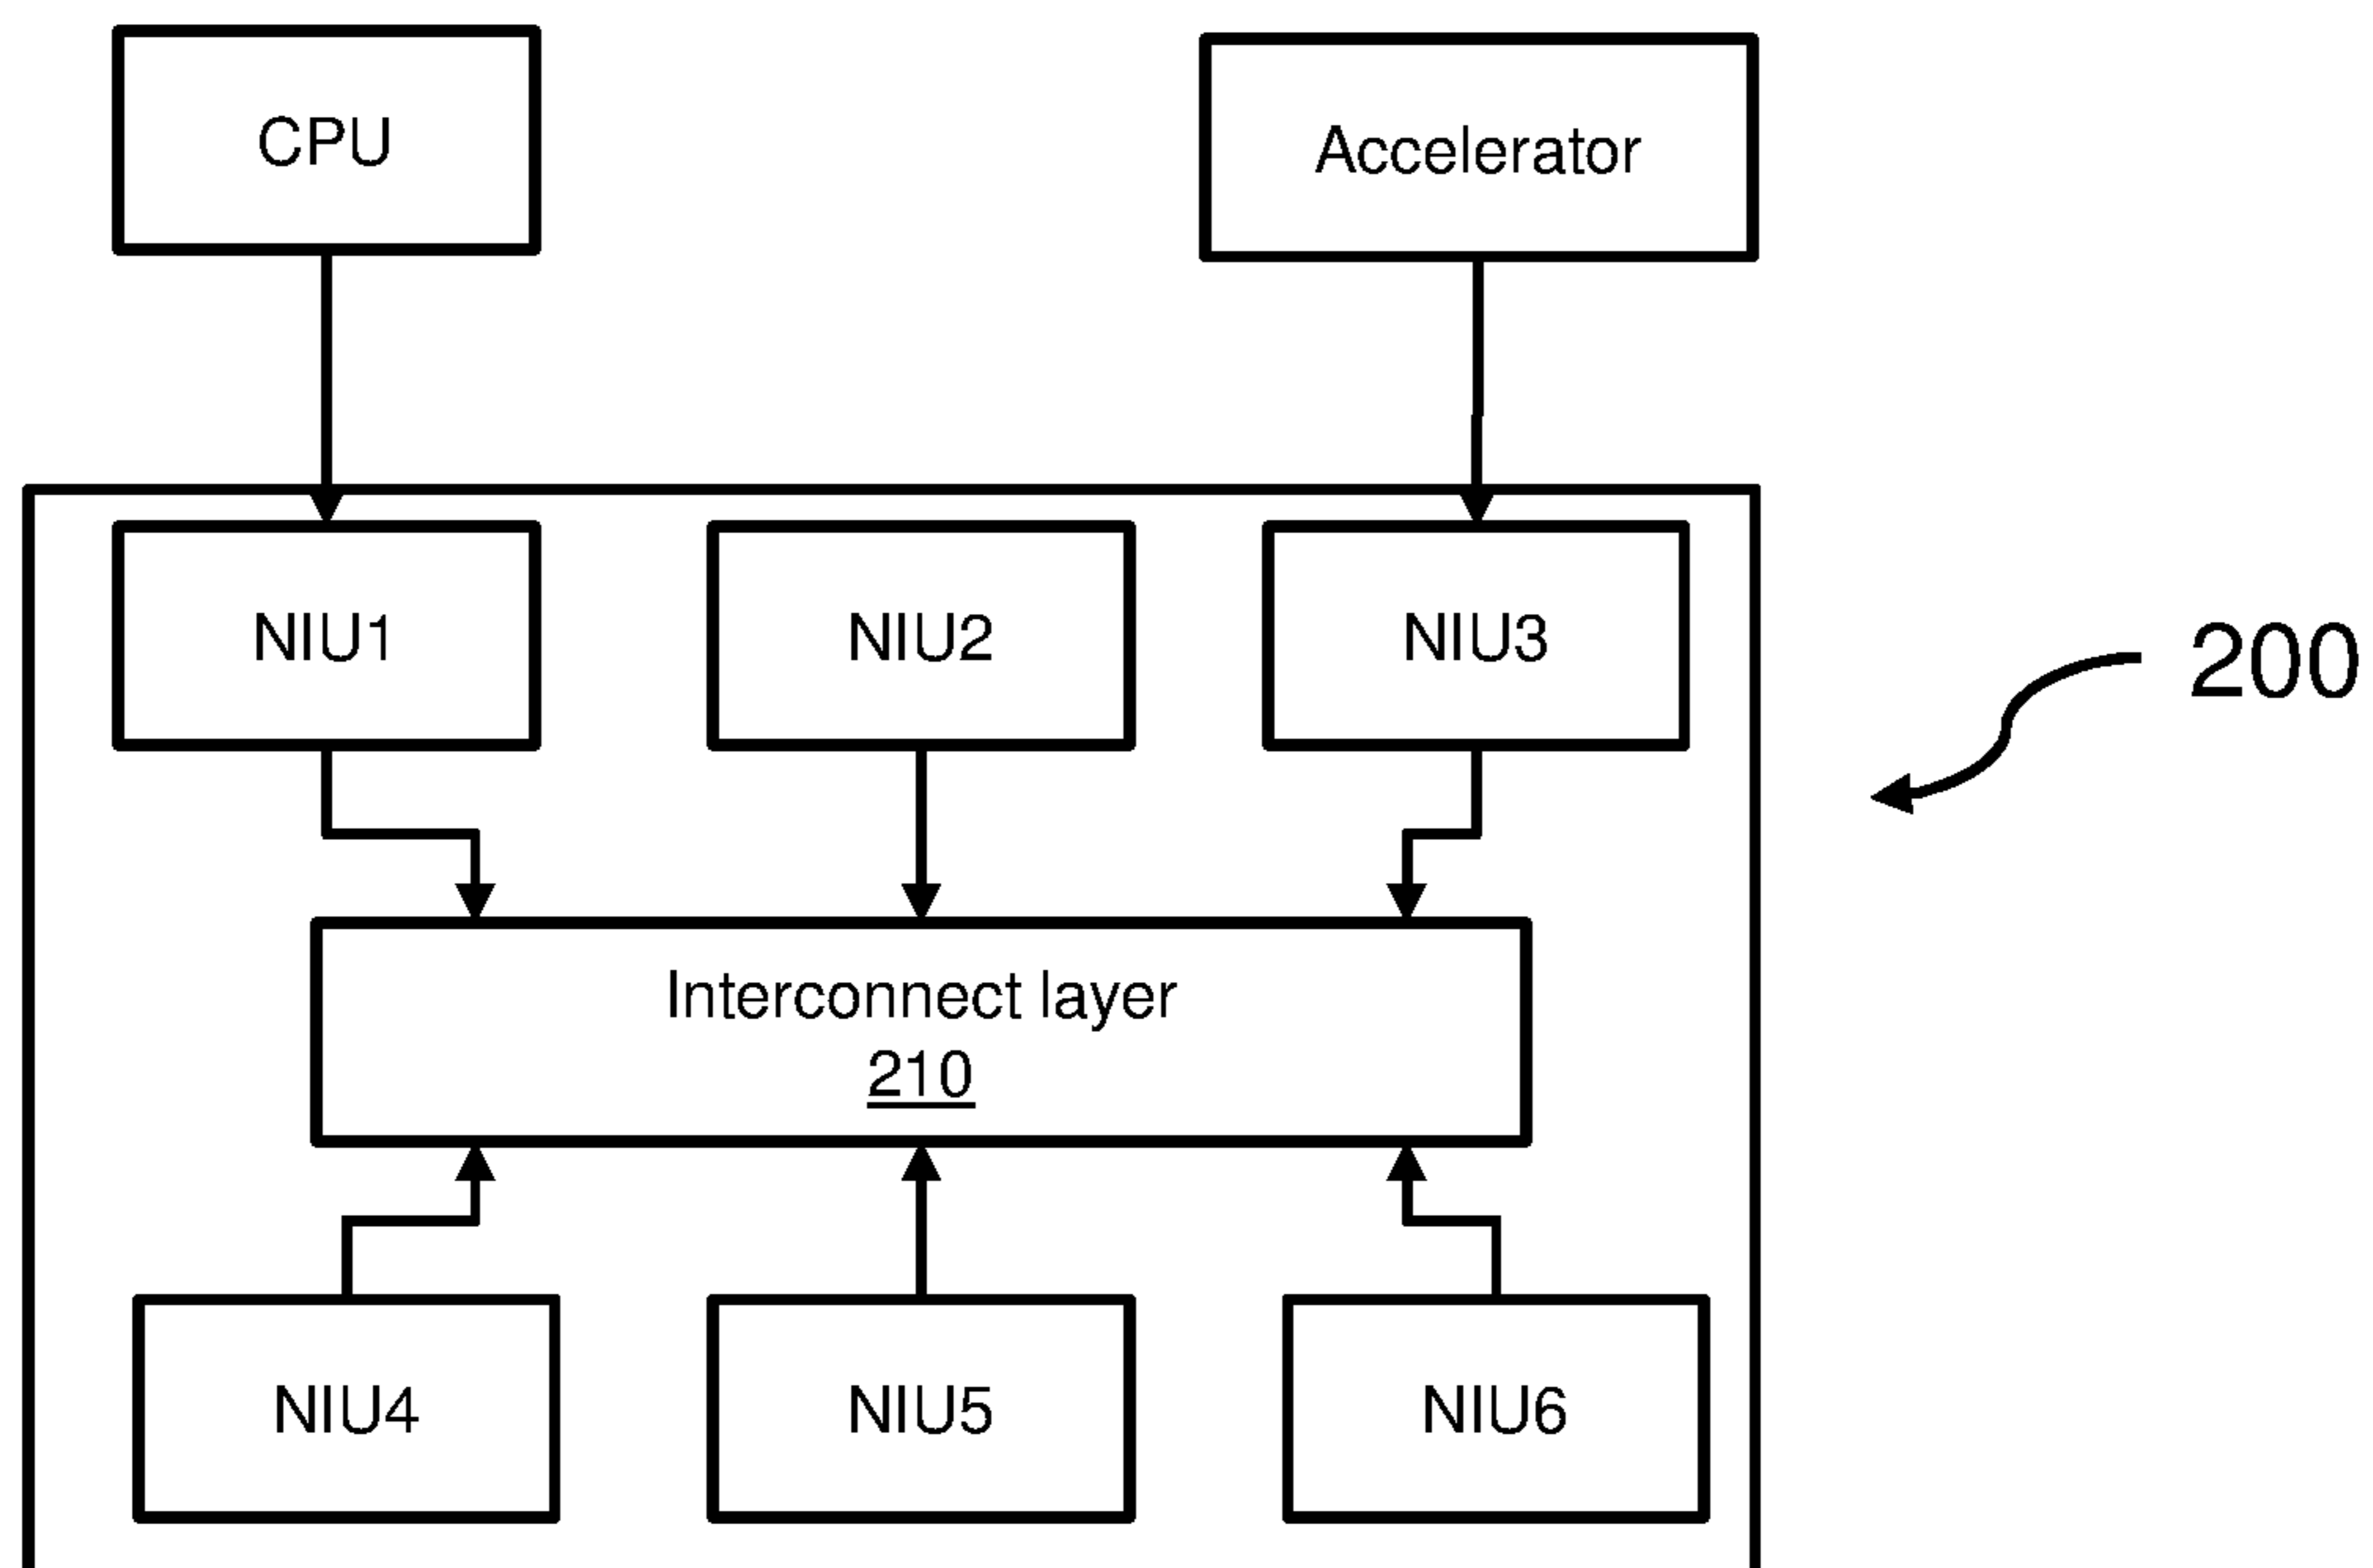 CPU
Accelerator
NIU1
NIU2
NIU3
200
Interconnect layer
210
NIU4
NIU5
NIU6